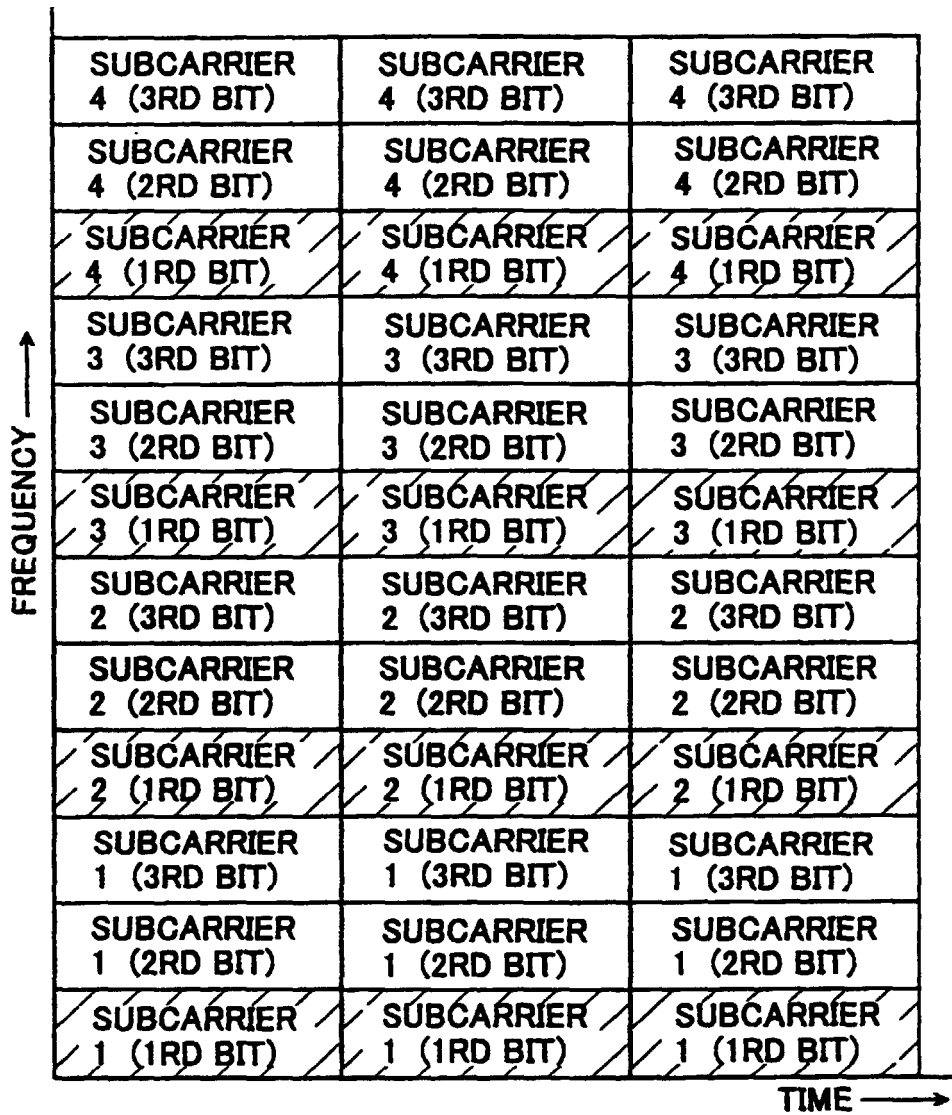 SUBCARRIER SUBCARRIER SUBCARRIER
4 (3RD BIT) 4 (3RD BIT) 4 (3RD BIT)
SUBCARRIER SUBCARRIER SUBCARRIER
4 (2RD BIT) 4 (2RD BIT) 4 (2RD BIT)
SUBCARRIER SUBCARRIER SUBCARRIER
4 (1RD BIT) 4 (1RD BIT) 4 (1RD BIT)
SUBCARRIER SUBCARRIER SUBCARRIER
3 (3RD BIT) 3 (3RD BIT) 3 (3RD BIT)
SUBCARRIER SUBCARRIER SUBCARRIER
3 (2RD BIT) 3 (2RD BIT) 3 (2RD BIT)
SUBCARRIER SUBCARRIER SUBCARRIER
3 (1RD BIT) 3 (1RD BIT) 3 (1RD BIT)
SUBCARRIER SUBCARRIER SUBCARRIER
2 (3RD BIT) 2 (3RD BIT) 2 (3RD BIT)
SUBCARRIER SUBCARRIER SUBCARRIER
2 (2RD BIT) 2 (2RD BIT) 2 (2RD BIT)
SUBCARRIER SUBCARRIER SUBCARRIER
2 (1RD BIT) 2 (1RD BIT) 2 (1RD BIT)
SUBCARRIER SUBCARRIER SUBCARRIER
1 (3RD BIT) 1 (3RD BIT) 1 (3RD BIT)
SUBCARRIER SUBCARRIER SUBCARRIER
1 (2RD BIT) 1 (2RD BIT) 1 (2RD BIT)
SUBCARRIER SUBCARRIER SUBCARRIER
1 (1RD BIT) 1 (1RD BIT) 1 (1RD BIT)
FREQUENCY
TIME